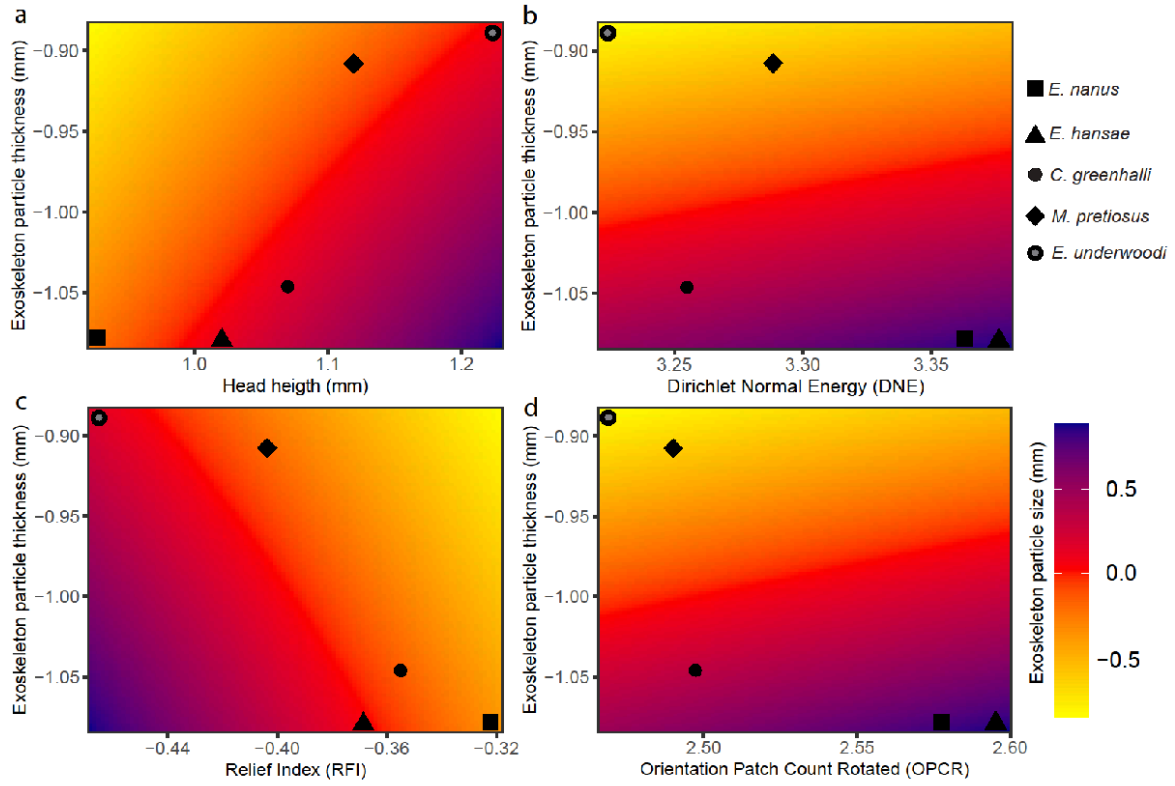 a
Exoskeleton particle thickness (mm)
−0.90
−0.95
−1.00
−1.05
1.0 1.1 1.2
Head heigth (mm)
b
Exoskeleton particle thickness (mm)
−0.90
−0.95
−1.00
−1.05
3.25 3.30 3.35
Dirichlet Normal Energy (DNE)
E. nanus
E. hansae
C. greenhalli
M. pretiosus
E. underwoodi
c
Exoskeleton particle thickness (mm)
−0.90
−0.95
−1.00
−1.05
−0.44 −0.40 −0.36 −0.32
Relief Index (RFI)
d
Exoskeleton particle thickness (mm)
−0.90
−0.95
−1.00
−1.05
2.50 2.55 2.60
Orientation Patch Count Rotated (OPCR)
Exoskeleton particle size (mm)
0.5
0.0
−0.5